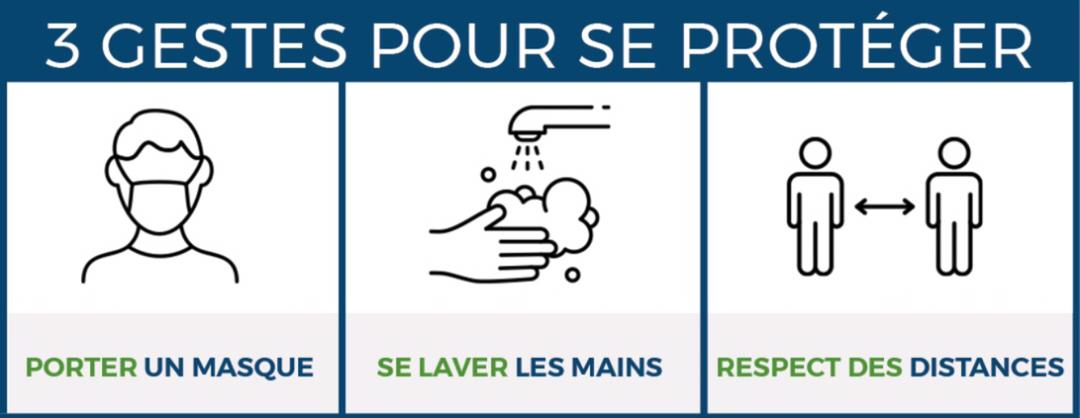 3 GESTES POUR SE PROTÉGER
PORTER UN MASQUE
SE LAVER LES MAINS
RESPECT DES DISTANCES